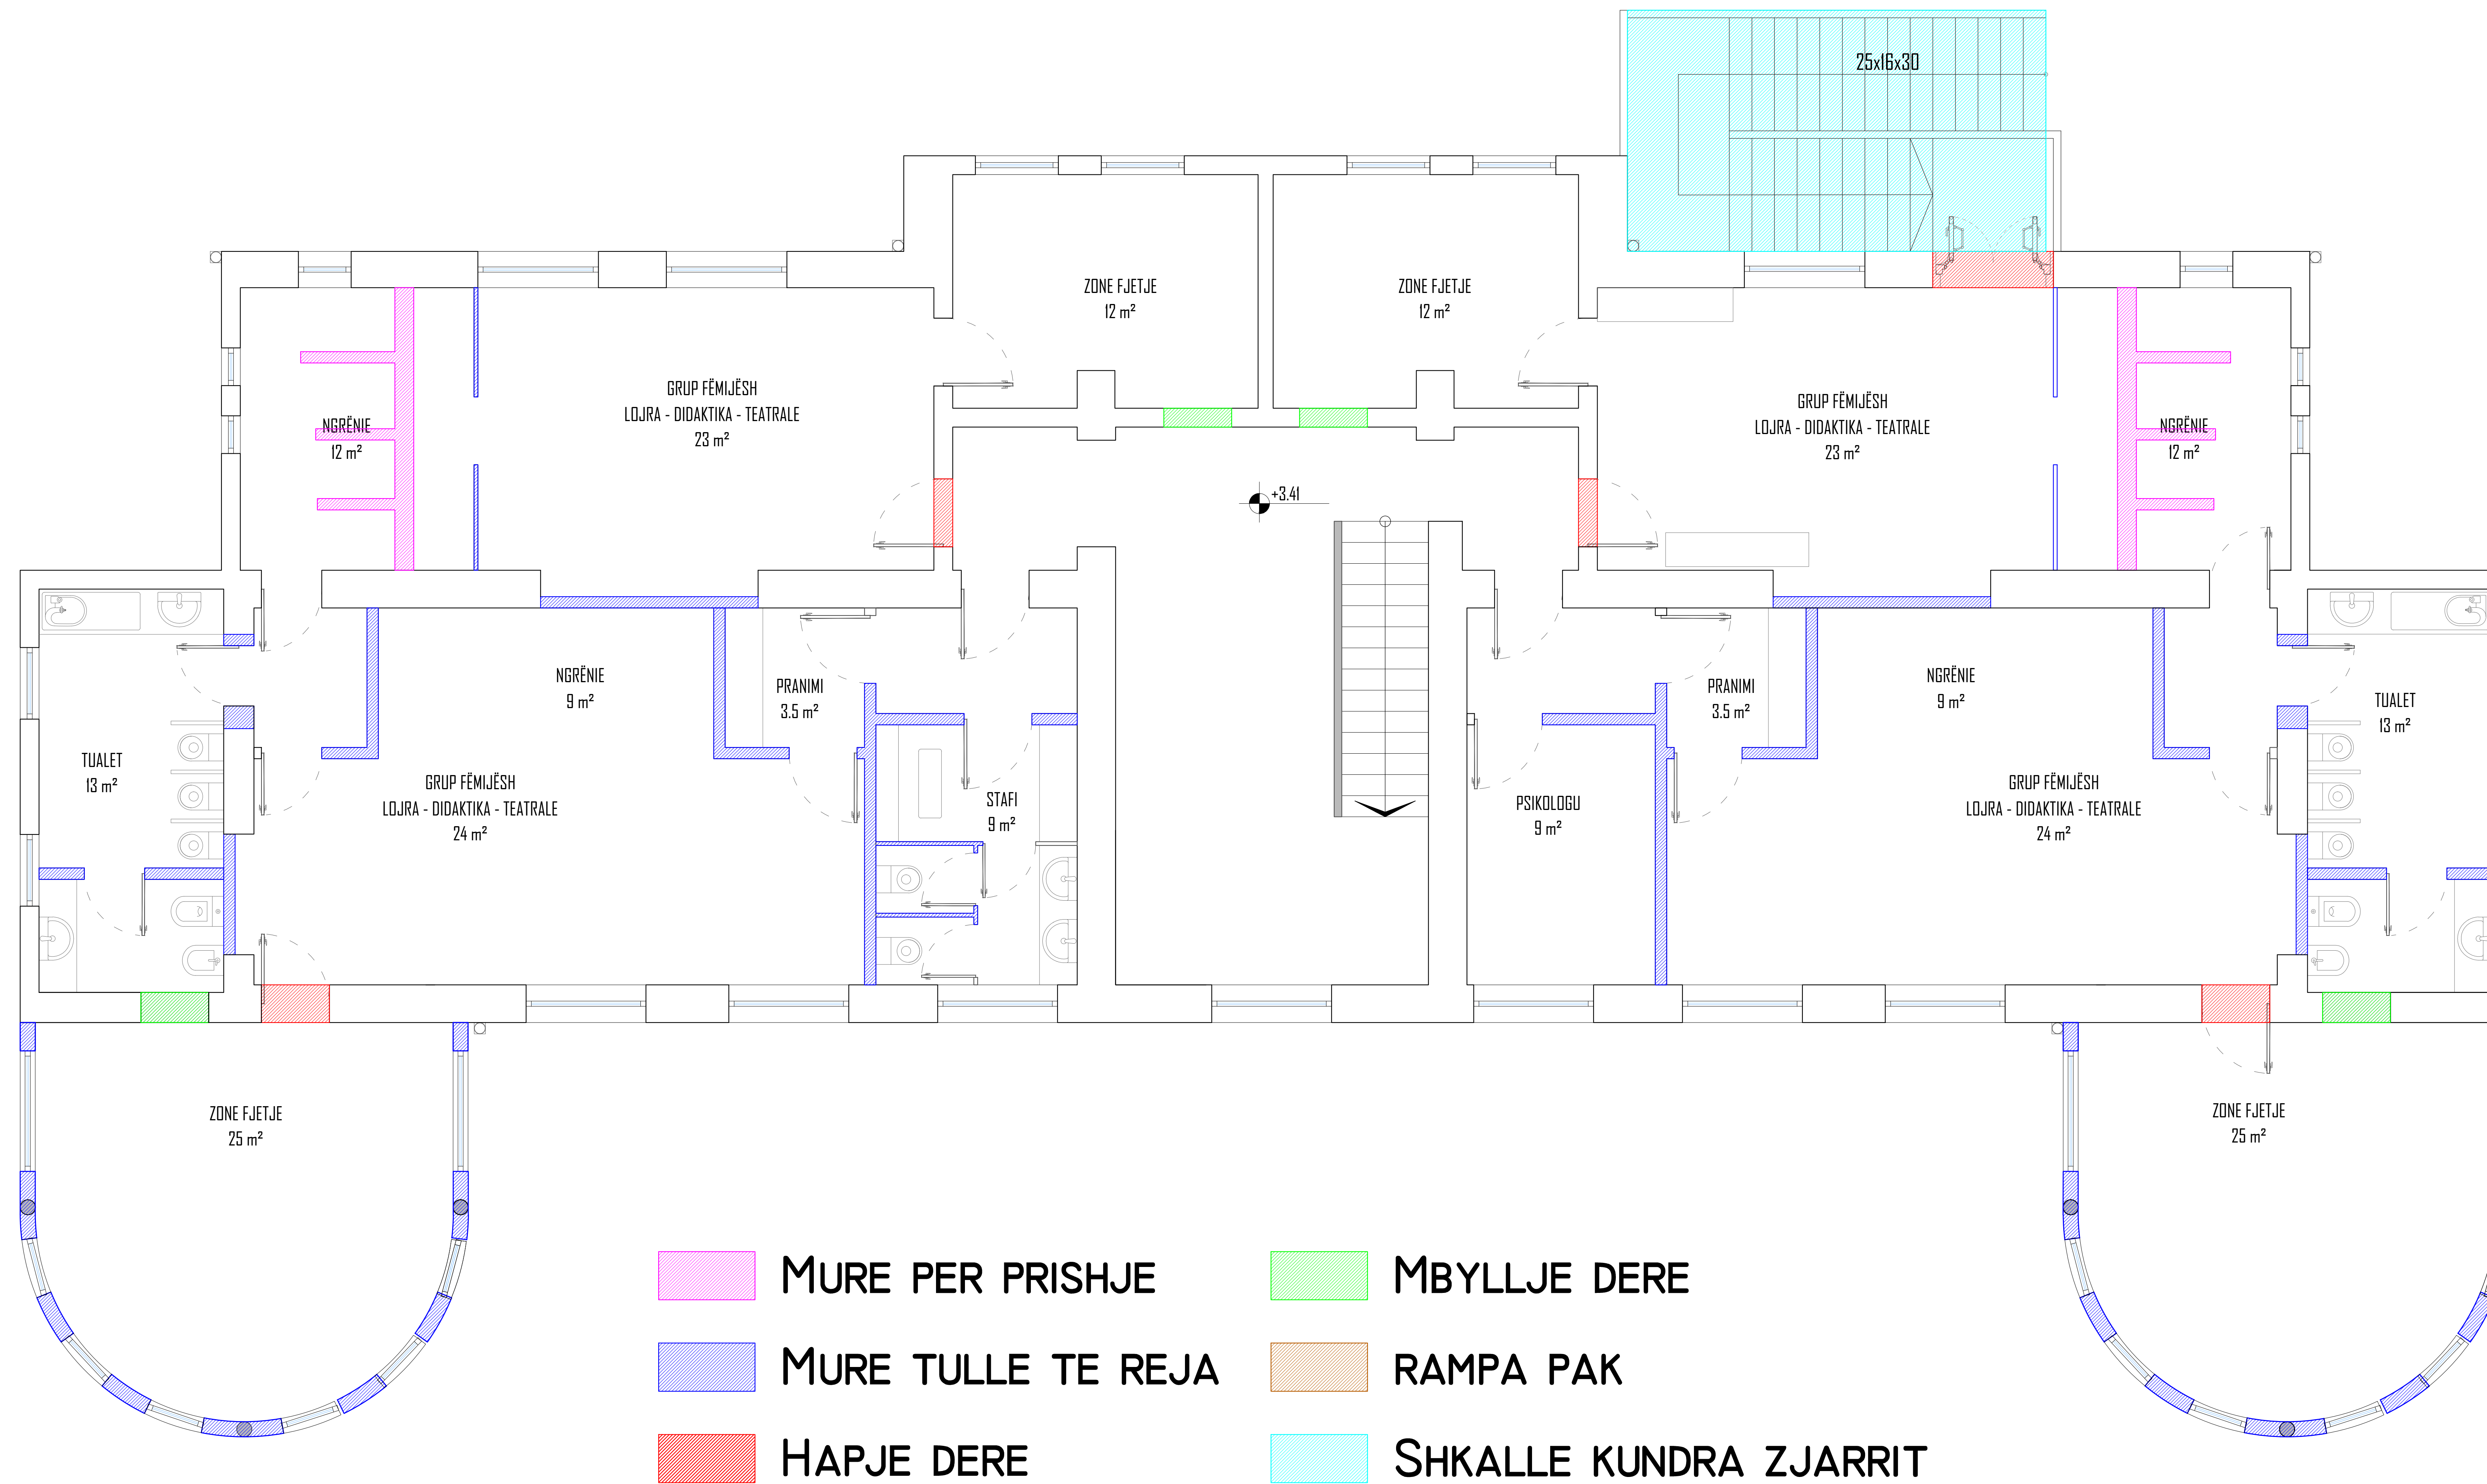 25x16x30
ZONE FJETJE
12 m²
ZONE FJETJE
12 m²
GRUP FËMIJËSH
LOJRA - DIDAKTIKA - TEATRALE
23 m²
GRUP FËMIJËSH
LOJRA - DIDAKTIKA - TEATRALE
23 m²
NGRËNIE
12 m²
NGRËNIE
12 m²
+3.41
NGRËNIE
9 m²
PRANIMI
3.5 m²
PRANIMI
3.5 m²
NGRËNIE
9 m²
TUALET
13 m²
TUALET
13 m²
GRUP FËMIJËSH
LOJRA - DIDAKTIKA - TEATRALE
24 m²
STAFI
9 m²
PSIKOLOGU
9 m²
GRUP FËMIJËSH
LOJRA - DIDAKTIKA - TEATRALE
24 m²
ZONE FJETJE
25 m²
ZONE FJETJE
25 m²
MURE PER PRISHJE
MBYLLJE DERE
MURE TULLE TE REJA
RAMPA PAK
HAPJE DERE
SHKALLE KUNDRA ZJARRIT